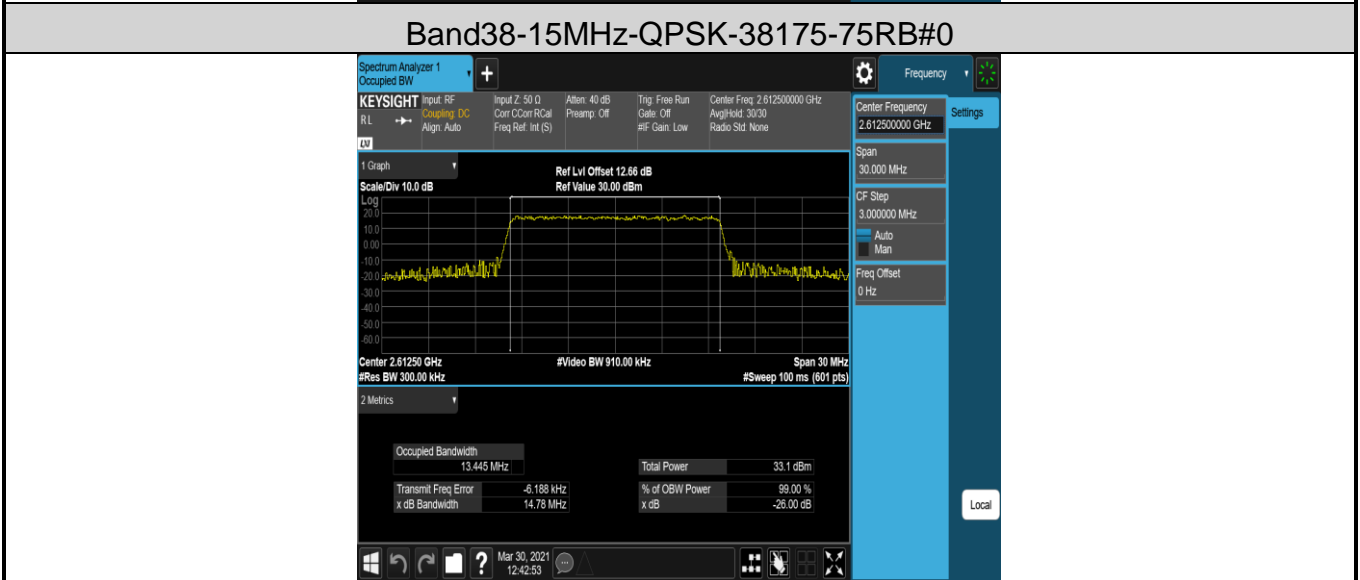 Band38-15MHz-QPSK-38175-75RB#0
Spectrum Analyzer 1
Occupied BW
Frequency
KEYSIGHT
RL
LXI
Input: RF
Coupling: DC
Align: Auto
Input Z: 50 Ω
Corr CCorr RCal
Freq Ref: Int (S)
Atten: 40 dB
Preamp: Off
Trig: Free Run
Gate: Off
#IF Gain: Low
Center Freq: 2.612500000 GHz
Avg|Hold: 30/30
Radio Std: None
Center Frequency
2.612500000 GHz
Settings
Span
30.000 MHz
CF Step
3.000000 MHz
Auto
Man
Freq Offset
0 Hz
1 Graph
Scale/Div 10.0 dB
Ref Lvl Offset 12.66 dB
Ref Value 30.00 dBm
Log
20.0
10.0
0.00
-10.0
-20.0
-30.0
-40.0
-50.0
-60.0
Center 2.61250 GHz
#Video BW 910.00 kHz
Span 30 MHz
#Res BW 300.00 kHz
#Sweep 100 ms (601 pts)
2 Metrics
Occupied Bandwidth
13.445 MHz
Total Power 33.1 dBm
Transmit Freq Error -6.188 kHz
% of OBW Power 99.00 %
x dB Bandwidth 14.78 MHz
x dB -26.00 dB
Local
Mar 30, 2021
12:42:53